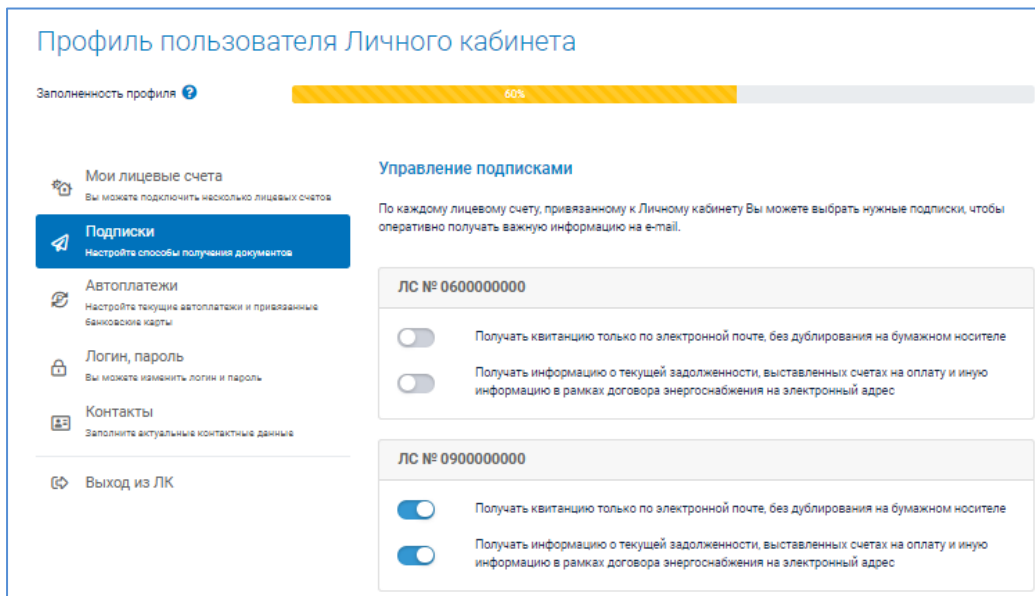 Профиль пользователя Личного кабинета
Заполненность профиля ?
60%
Мои лицевые счета
Вы можете подключить несколько лицевых счетов
Подписки
Настройте способы получения документов
Автоплатежи
Настройте текущие автоплатежи и привязанные
банковские карты
Логин, пароль
Вы можете изменить логин и пароль
Контакты
Заполните актуальные контактные данные
Выход из ЛК
Управление подписками
По каждому лицевому счету, привязанному к Личному кабинету Вы можете выбрать нужные подписки, чтобы
оперативно получать важную информацию на e-mail.
ЛС № 0600000000
Получать квитанцию только по электронной почте, без дублирования на бумажном носителе
Получать информацию о текущей задолженности, выставленных счетах на оплату и иную
информацию в рамках договора энергоснабжения на электронный адрес
ЛС № 0900000000
Получать квитанцию только по электронной почте, без дублирования на бумажном носителе
Получать информацию о текущей задолженности, выставленных счетах на оплату и иную
информацию в рамках договора энергоснабжения на электронный адрес